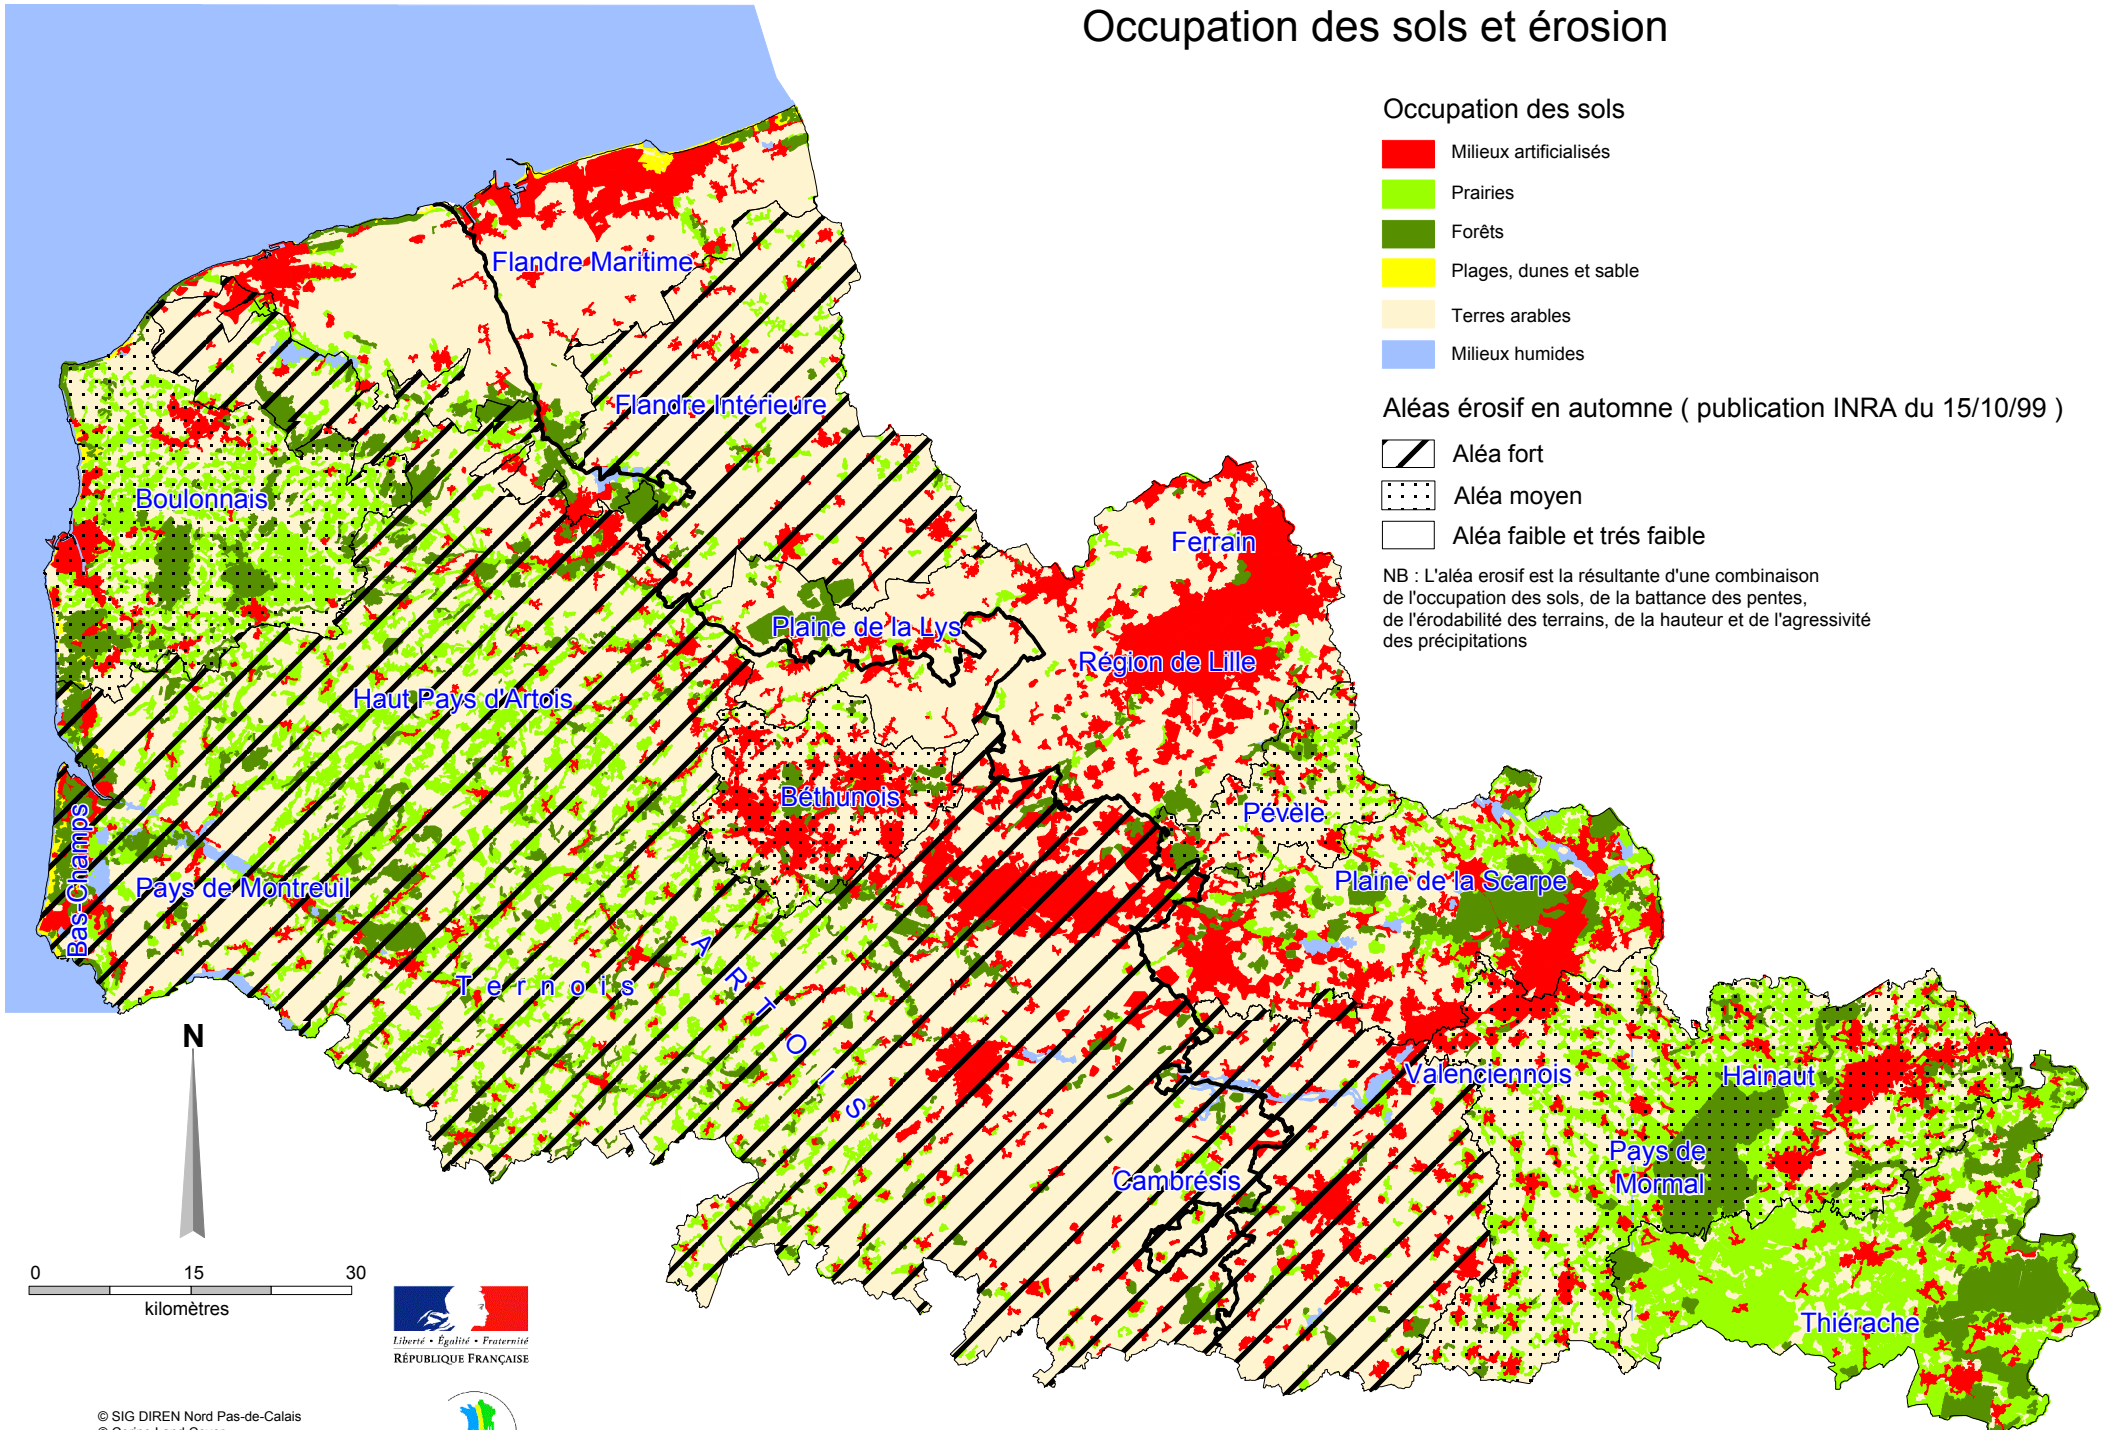 Occupation des sols et érosion
Occupation des sols
Milieux artificialisés
Prairies
Forêts
Plages, dunes et sable
Terres arables
Milieux humides
Aléas érosif en automne ( publication INRA du 15/10/99 )
Aléa fort
Aléa moyen
Aléa faible et trés faible
NB : L'aléa erosif est la résultante d'une combinaison
de l'occupation des sols, de la battance des pentes,
de l'érodabilité des terrains, de la hauteur et de l'agressivité
des précipitations
Flandre Maritime
Flandre Intérieure
Boulonnais
Ferrain
Plaine de la Lys
Région de Lille
Haut Pays d'Artois
Béthunois
Pévèle
Bas-Champs
Pays de Montreuil
Plaine de la Scarpe
Ternois
ARTOIS
Valenciennois
Hainaut
Cambrésis
Pays de
Mormal
Thiérache
N
0 15 30
kilomètres
Liberté • Égalité • Fraternité
RÉPUBLIQUE FRANÇAISE
© SIG DIREN Nord Pas-de-Calais